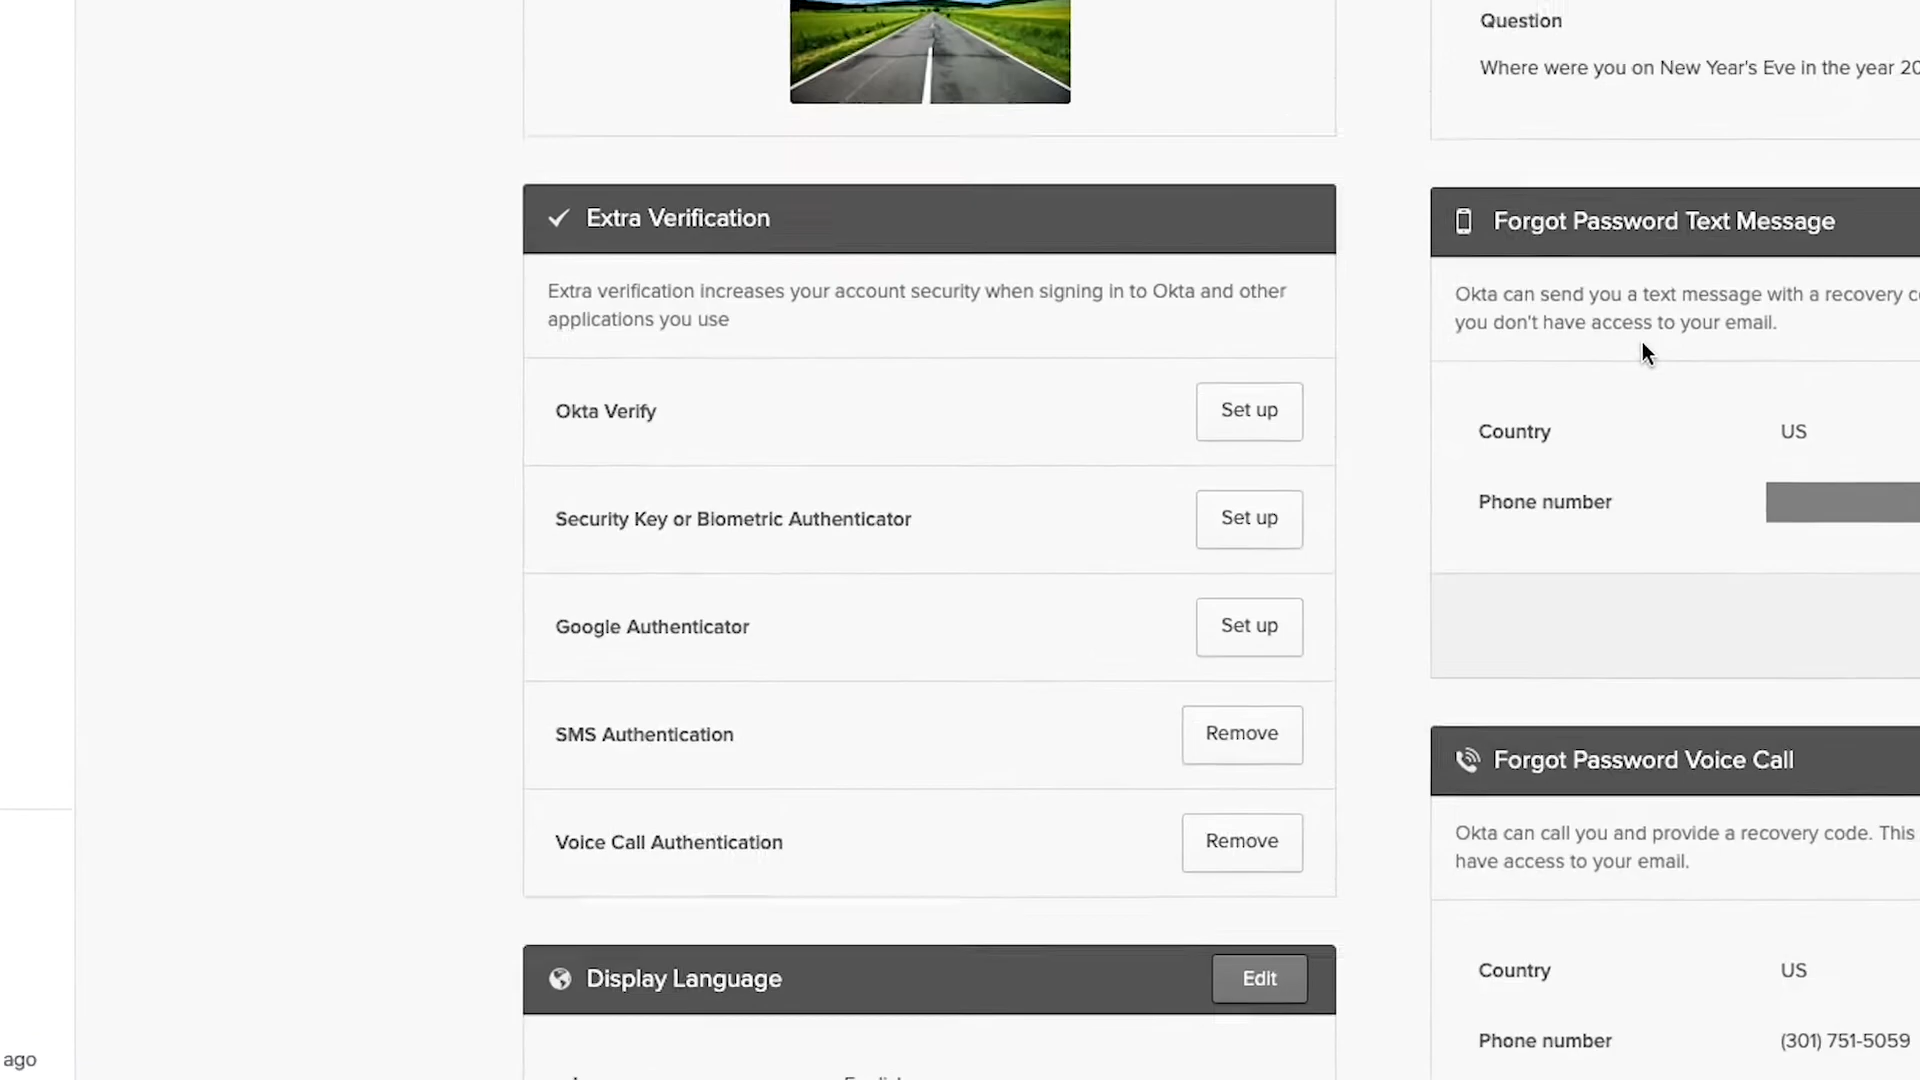 Question
Where were you on New Year's Eve in the year
Extra Verification
Extra verification increases your account security when signing in to Okta and other
applications you use
Okta Verify
Set up
Security Key or Biometric Authenticator
Set up
Google Authenticator
Set up
SMS Authentication
Remove
Voice Call Authentication
Remove
Display Language
Edit
Forgot Password Text Message
Okta can send you a text message with a recovery
you don't have access to your email.
Country
US
Phone number
Forgot Password Voice Call
Okta can call you and provide a recovery code. This
have access to your email.
Country
US
Phone number
(301) 751-5059
ago